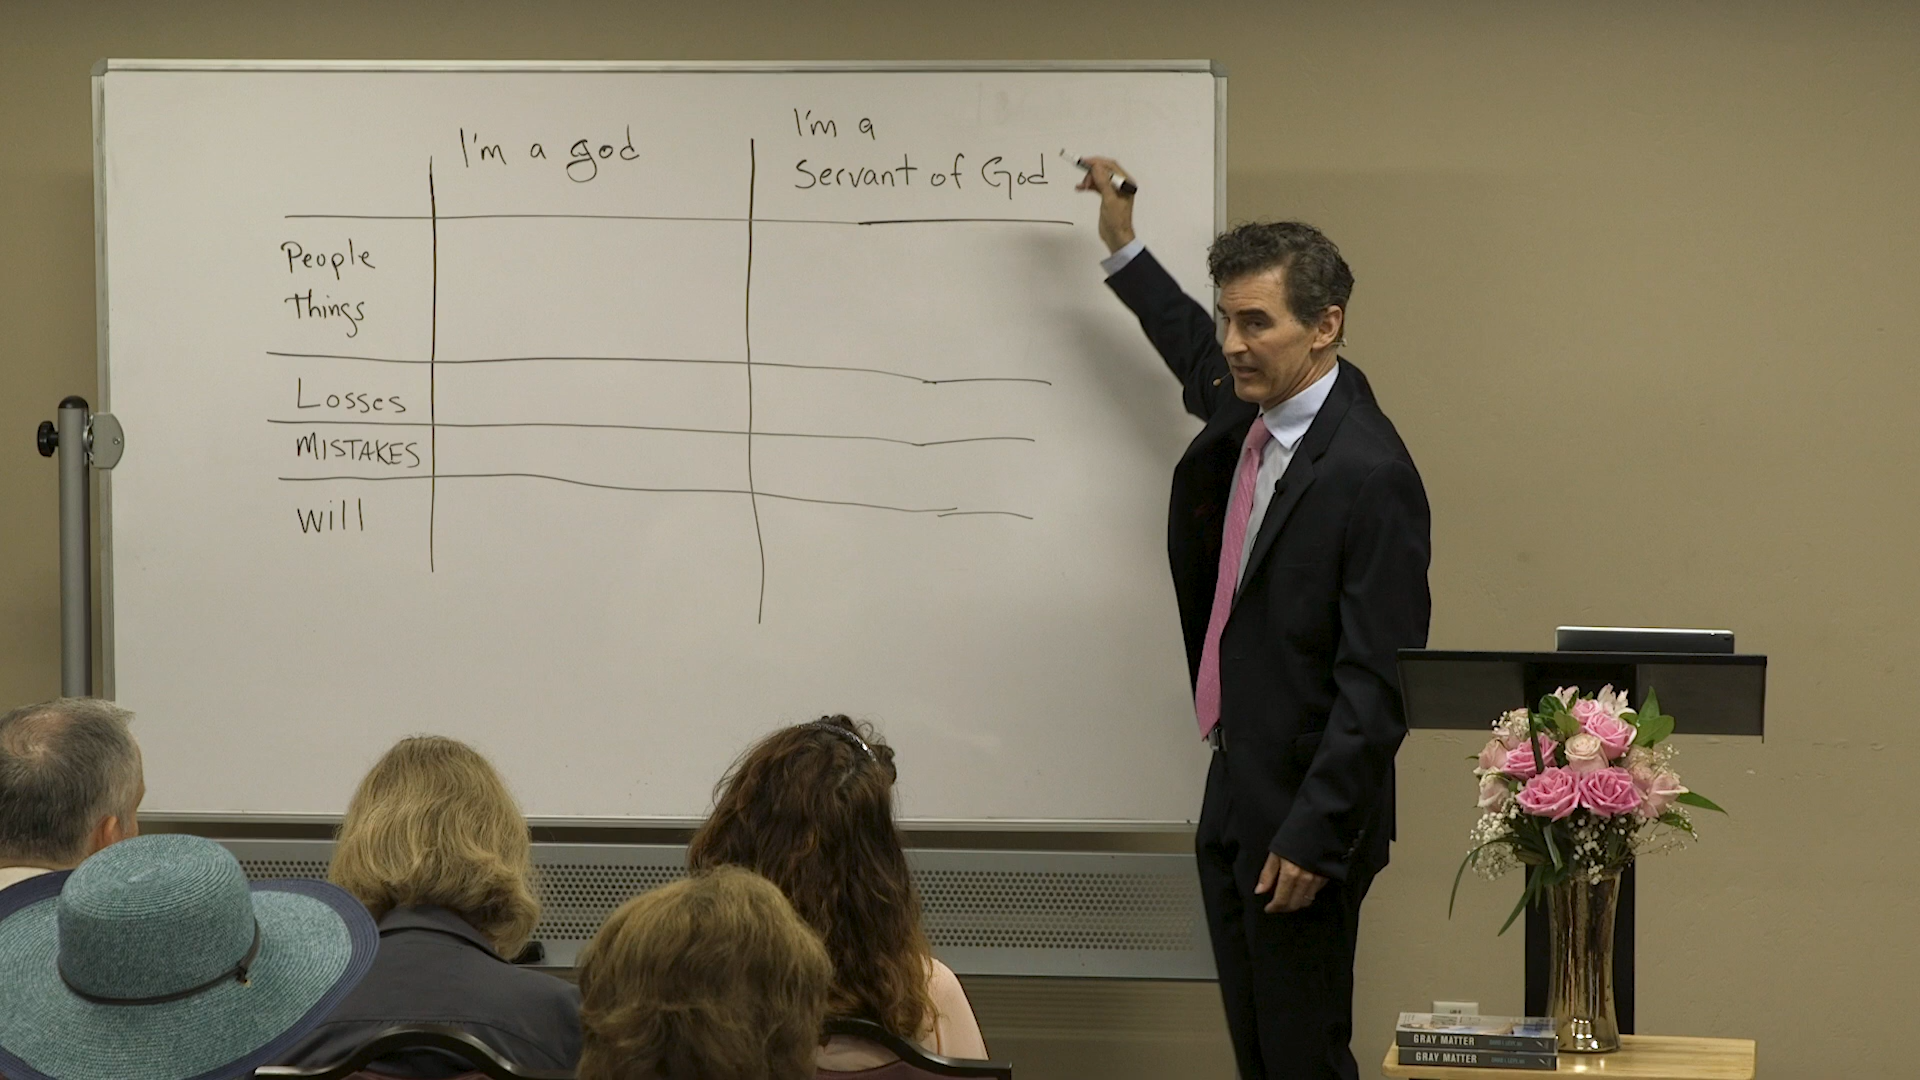 I'm a god
I'm a
Servant of God
People
Things
Losses
MISTAKES
Will
GRAY MATTER
GRAY MATTER